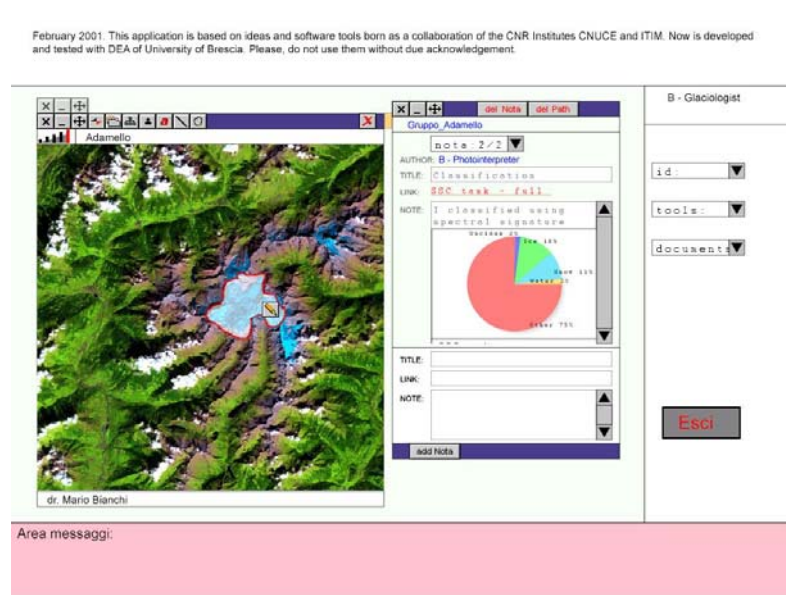 February 2001. This application is based on ideas and software tools born as a collaboration of the CNR Institutes CNUCE and ITIM. Now is developed
and tested with DEA of University of Brescia. Please, do not use them without due acknowledgement.
B - Glaciologist
del Nota del Path
Gruppo_Adamello
Adamello
nota:2/2
AUTHOR: B - Photointerpreter
TITLE: Classification
LINK: SSC task - full
NOTE: I classified using
spectral signature
Snow 11%
Water 2%
Other 75%
TITLE:
LINK:
NOTE:
add Nota
dr. Mario Bianchi
id:
tools:
documents
Esci
Area messaggi: